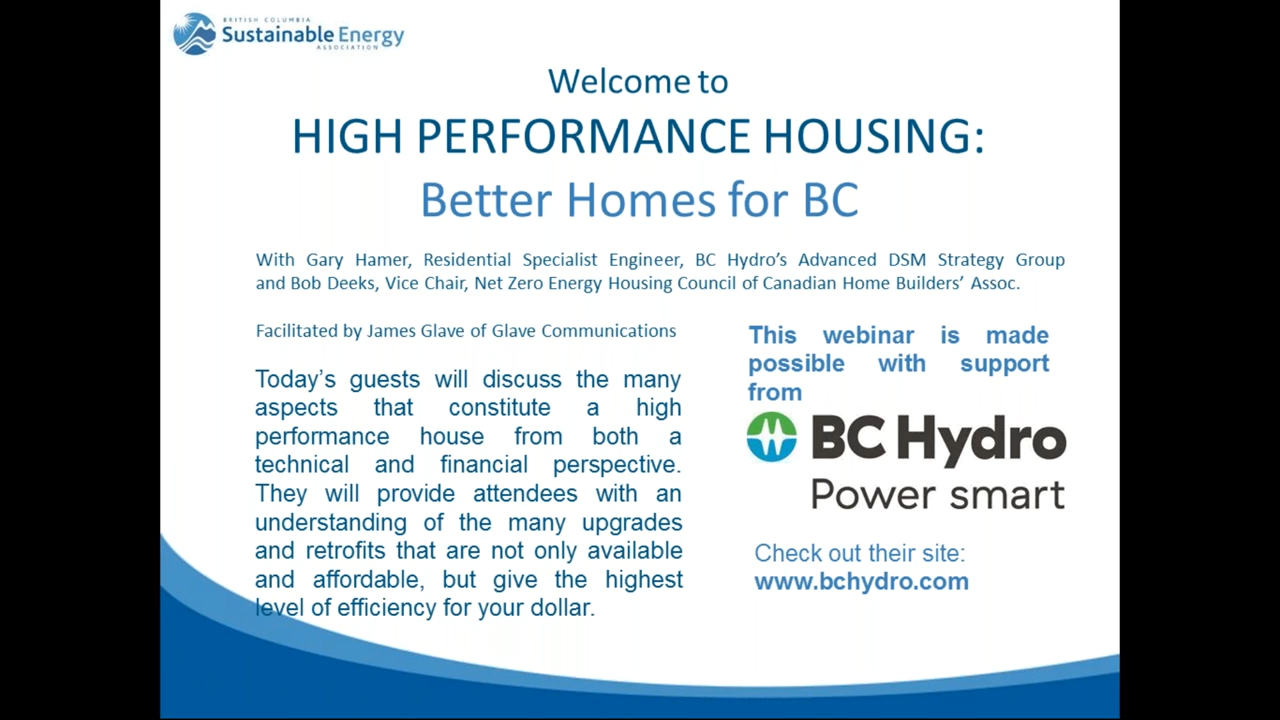 BRITISH COLUMBIA
Sustainable Energy
ASSOCIATION
Welcome to
HIGH PERFORMANCE HOUSING:
Better Homes for BC
With Gary Hamer, Residential Specialist Engineer, BC Hydro’s Advanced DSM Strategy Group
and Bob Deeks, Vice Chair, Net Zero Energy Housing Council of Canadian Home Builders’ Assoc.
Facilitated by James Glave of Glave Communications
Today’s guests will discuss the many
aspects that constitute a high
performance house from both a
technical and financial perspective.
They will provide attendees with an
understanding of the many upgrades
and retrofits that are not only available
and affordable, but give the highest
level of efficiency for your dollar.
This webinar is made
possible with support
from
BC Hydro
Power smart
Check out their site:
www.bchydro.com